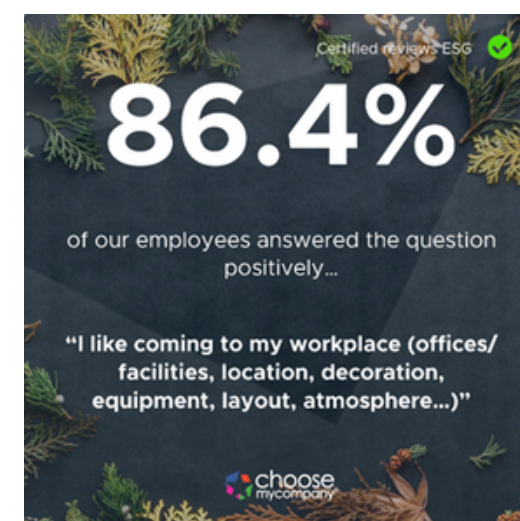 Certified reviews ESG
86.4%
of our employees answered the question
positively...
“I like coming to my workplace (offices/
facilities, location, decoration,
equipment, layout, atmosphere...)”
choose
mycompany